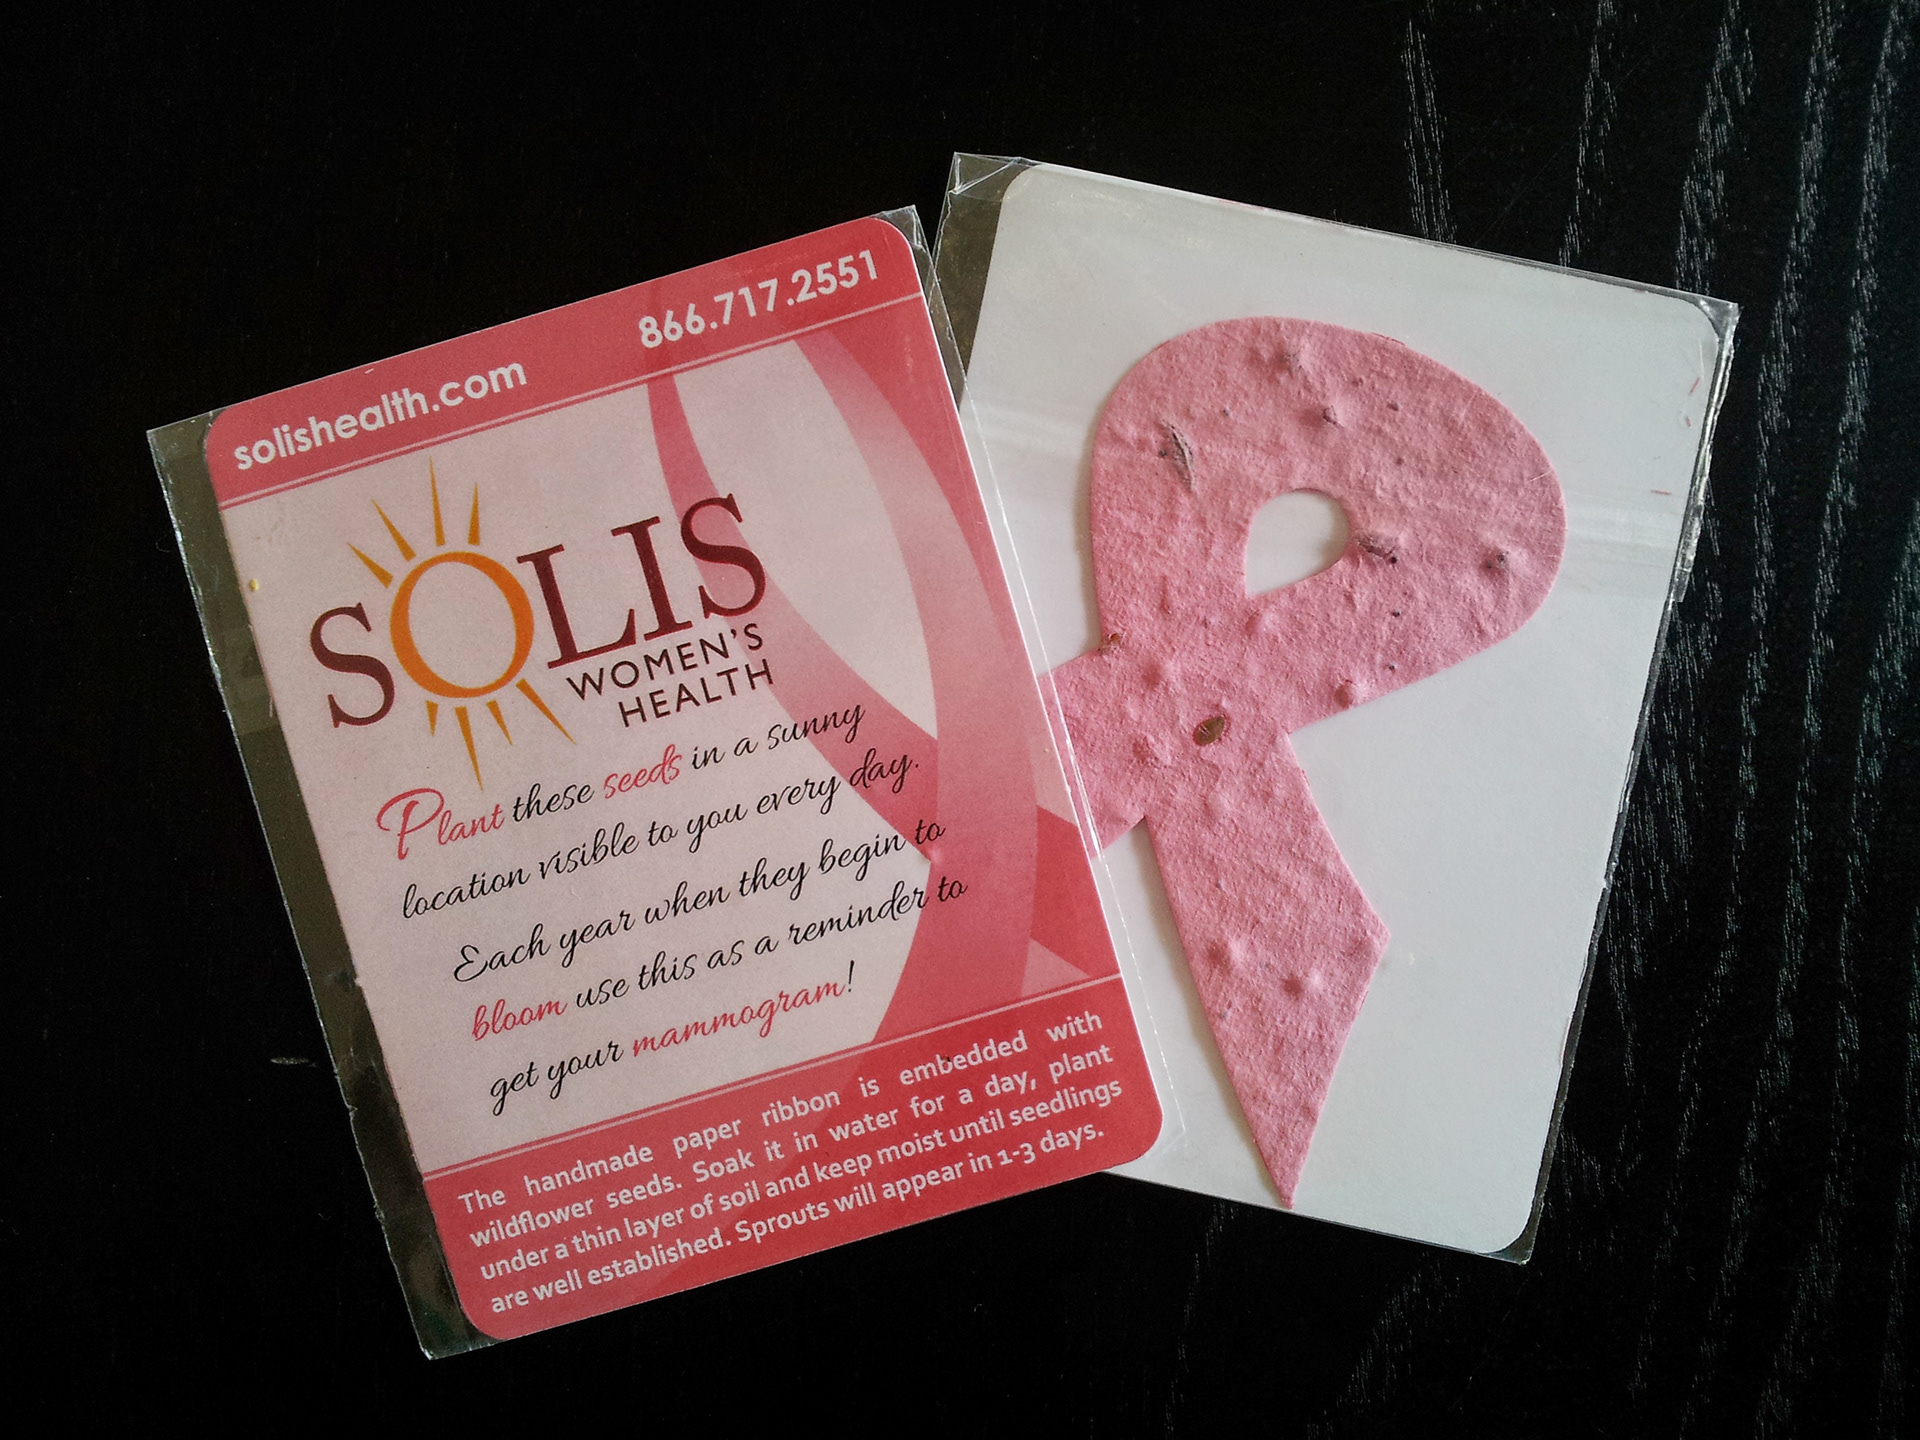 solishealth.com 866.717.2551
SOLIS
WOMEN'S
HEALTH
Plant these seeds in a sunny
location visible to you every day.
Each year when they begin to
bloom use this as a reminder to
get your mammogram!
The handmade paper ribbon is embedded with
wildflower seeds. Soak it in water for a day, plant
under a thin layer of soil and keep moist until seedlings
are well established. Sprouts will appear in 1-3 days.